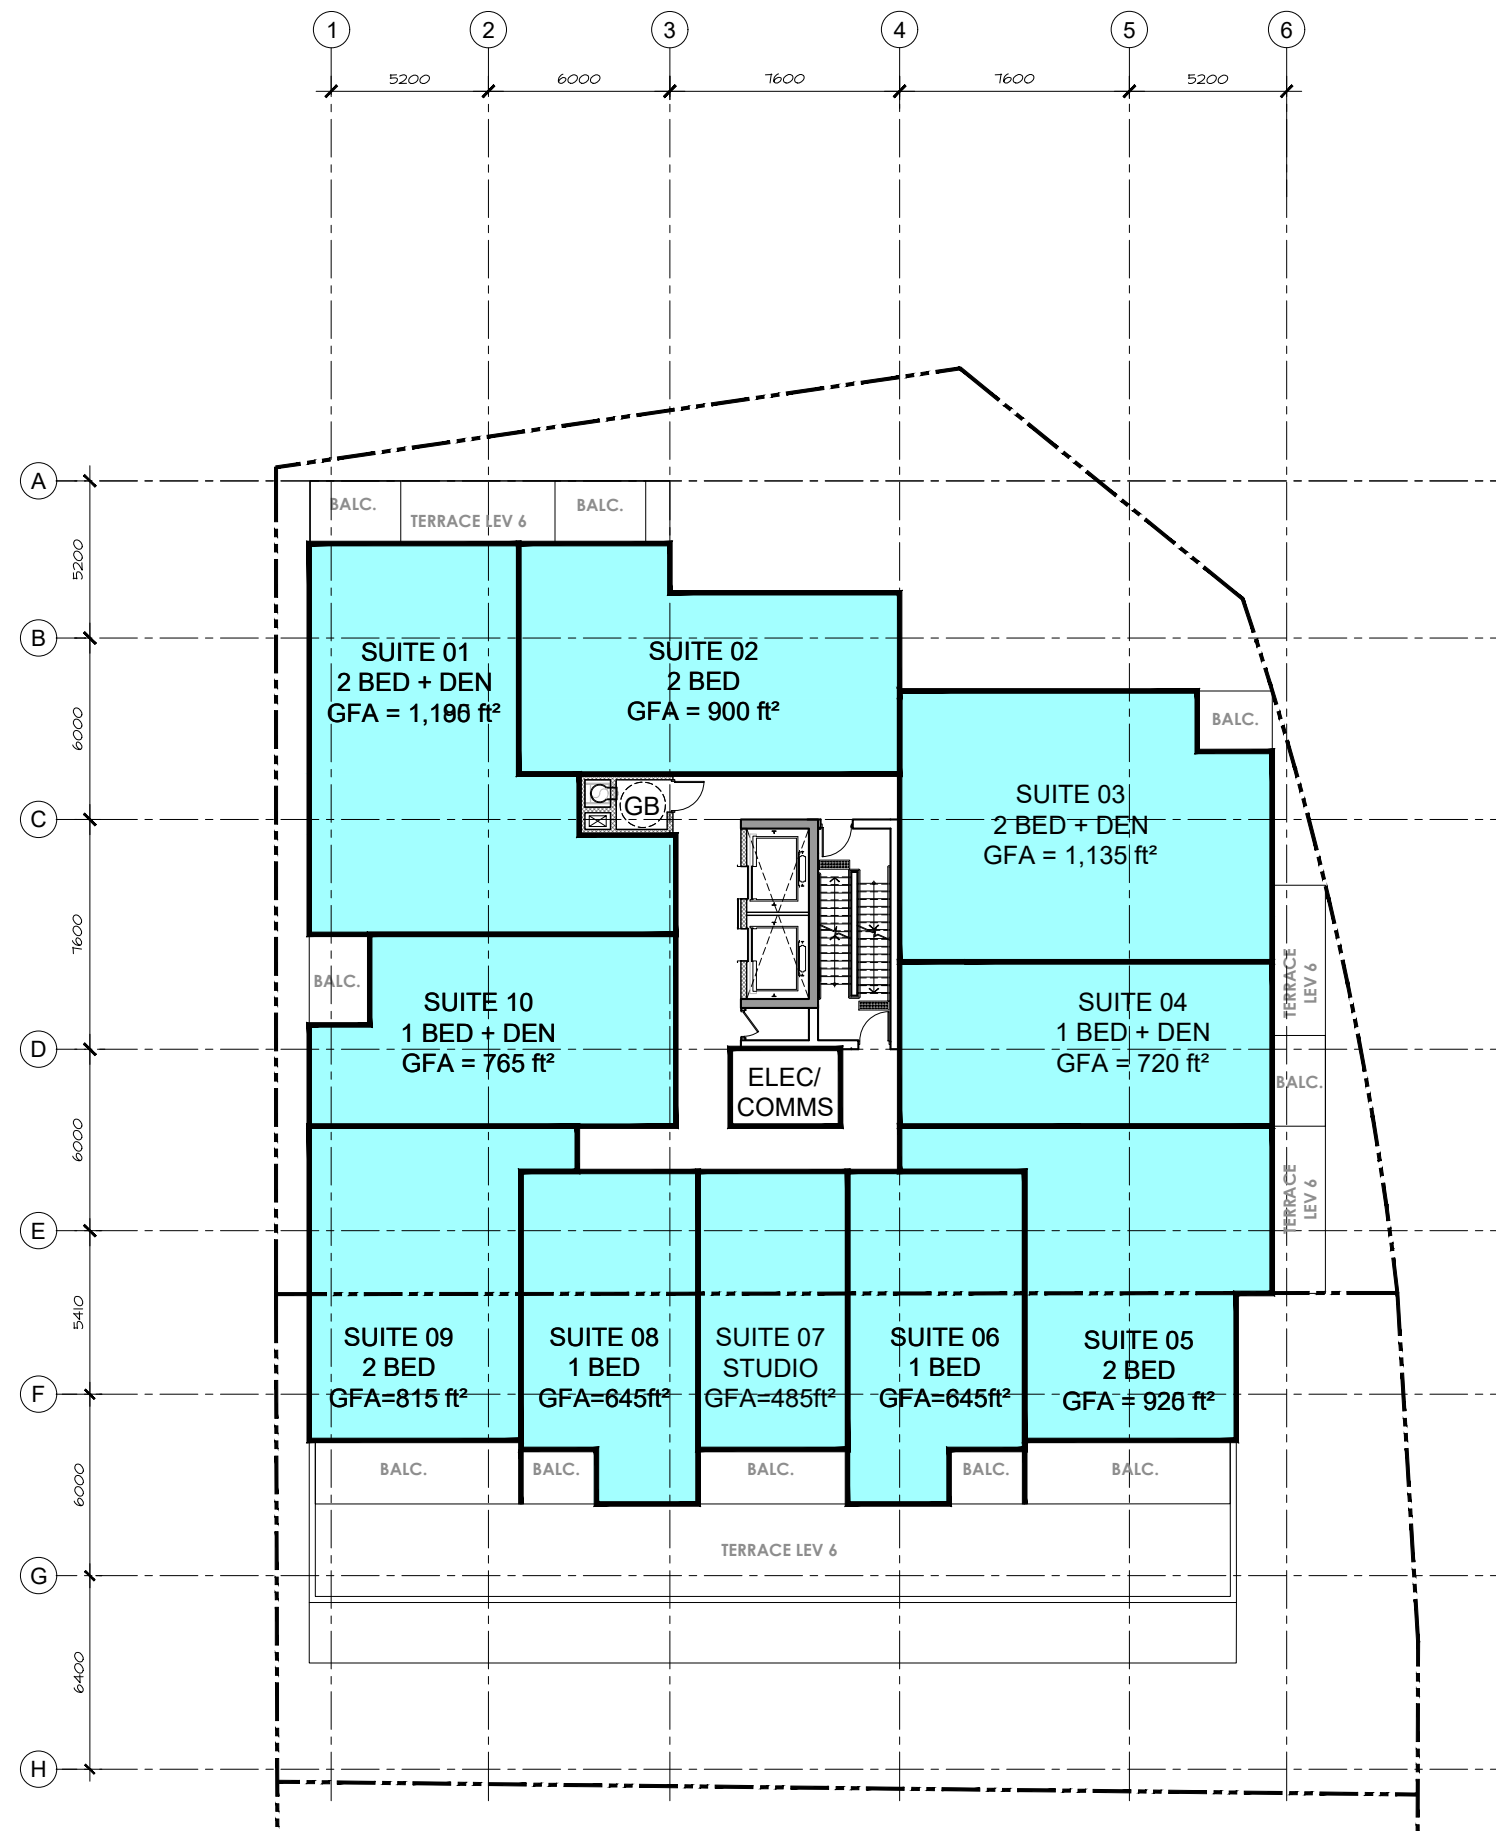 1 2 3 4 5 6
5200 6000 7600 7600 5200
A
BALC.
TERRACE LEV 6
BALC.
5200
B
SUITE 01
2 BED + DEN
GFA = ft²
SUITE 02
2 BED
GFA = 900 ft²
6000
BALC.
C
GB
SUITE 03
2 BED + DEN
GFA = 1,135 ft²
7600
BALC.
SUITE 10
1 BED + DEN
GFA = 765 ft²
TERRACE
LEV 6
SUITE 04
1 BED + DEN
GFA = 720 ft²
D
ELEC/
COMMS
BALC.
6000
TERRACE
LEV 6
E
5410
SUITE 09
2 BED
GFA=815 ft²
SUITE 08
1 BED
GFA=645ft²
SUITE 07
STUDIO
GFA=485ft²
SUITE 06
1 BED
GFA=645ft²
SUITE 05
2 BED
GFA = ft²
F
BALC.
BALC.
BALC.
BALC.
BALC.
6000
TERRACE LEV 6
G
6400
H